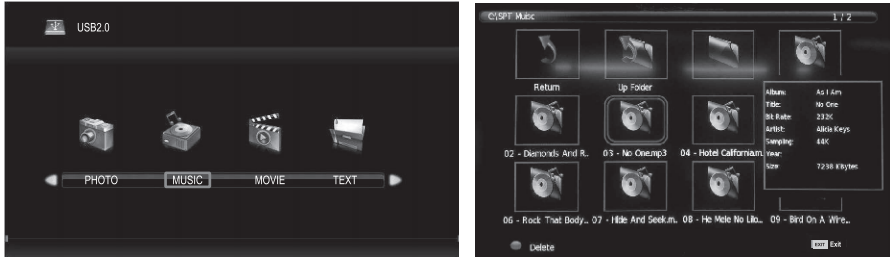 USB2.0
PHOTO MUSIC MOVIE TEXT
C:\SPT Muisc 1 / 2
Return Up Folder
Album: As I Am
Title: No One
Bit Rate: 232K
Artist: Alicia Keys
Sampling: 44K
Year:
Size: 7238 KBytes
02 - Diamonds And R.. 03 - No One.mp3 04 - Hotel California.m
06 - Rock That Body.. 07 - Hide And Seek.m.. 08 - He Mele No Lilo... 09 - Bird On A Wire...
Delete EXIT Exit